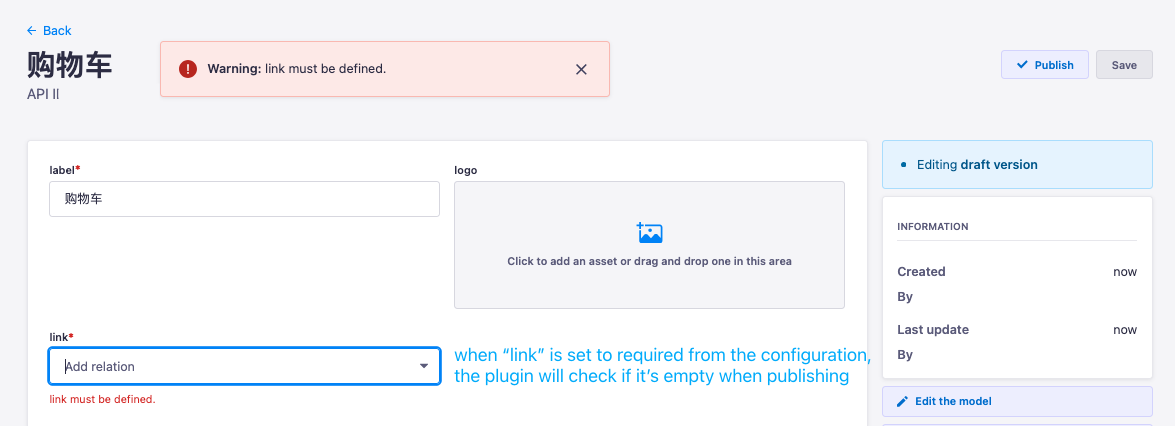 ← Back
购物车
Warning: link must be defined.
Publish
Save
API I
label*
logo
Editing draft version
购物车
INFORMATION
Click to add an asset or drag and drop one in this area
Created now
By
Last update now
By
link*
Add relation
when “link” is set to required from the configuration,
the plugin will check if it’s empty when publishing
link must be defined.
Edit the model